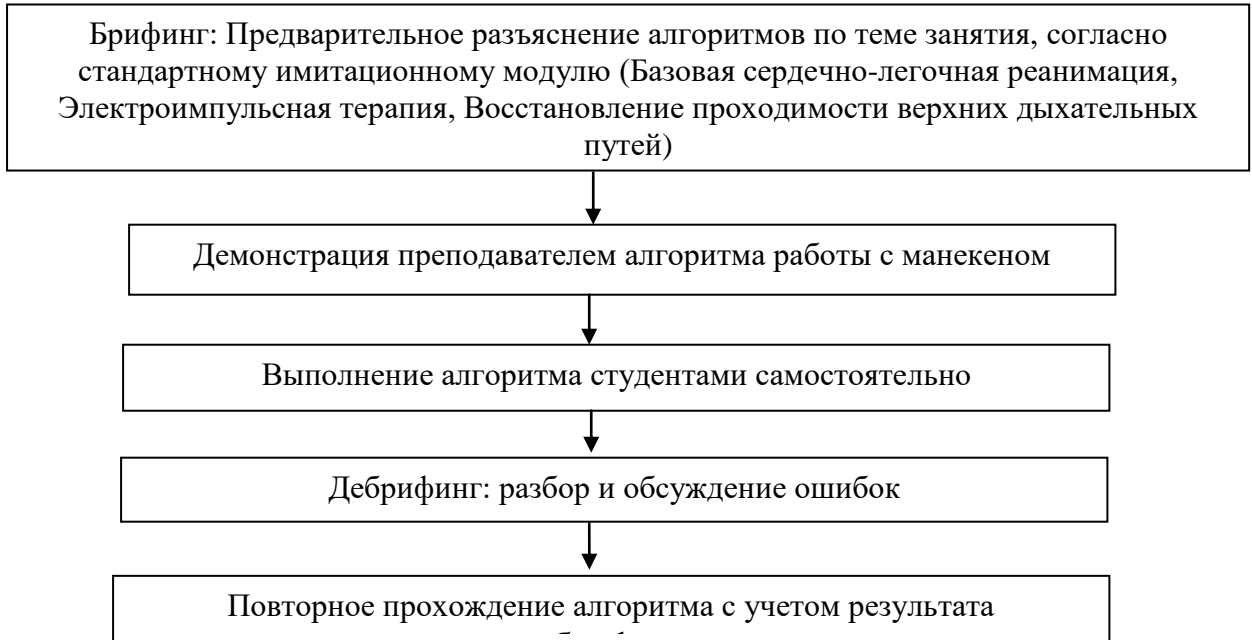 Брифинг: Предварительное разъяснение алгоритмов по теме занятия, согласно
стандартному имитационному модулю (Базовая сердечно-легочная реанимация,
Электроимпульсная терапия, Восстановление проходимости верхних дыхательных
путей)
Демонстрация преподавателем алгоритма работы с манекеном
Выполнение алгоритма студентами самостоятельно
Дебрифинг: разбор и обсуждение ошибок
Повторное прохождение алгоритма с учетом результата